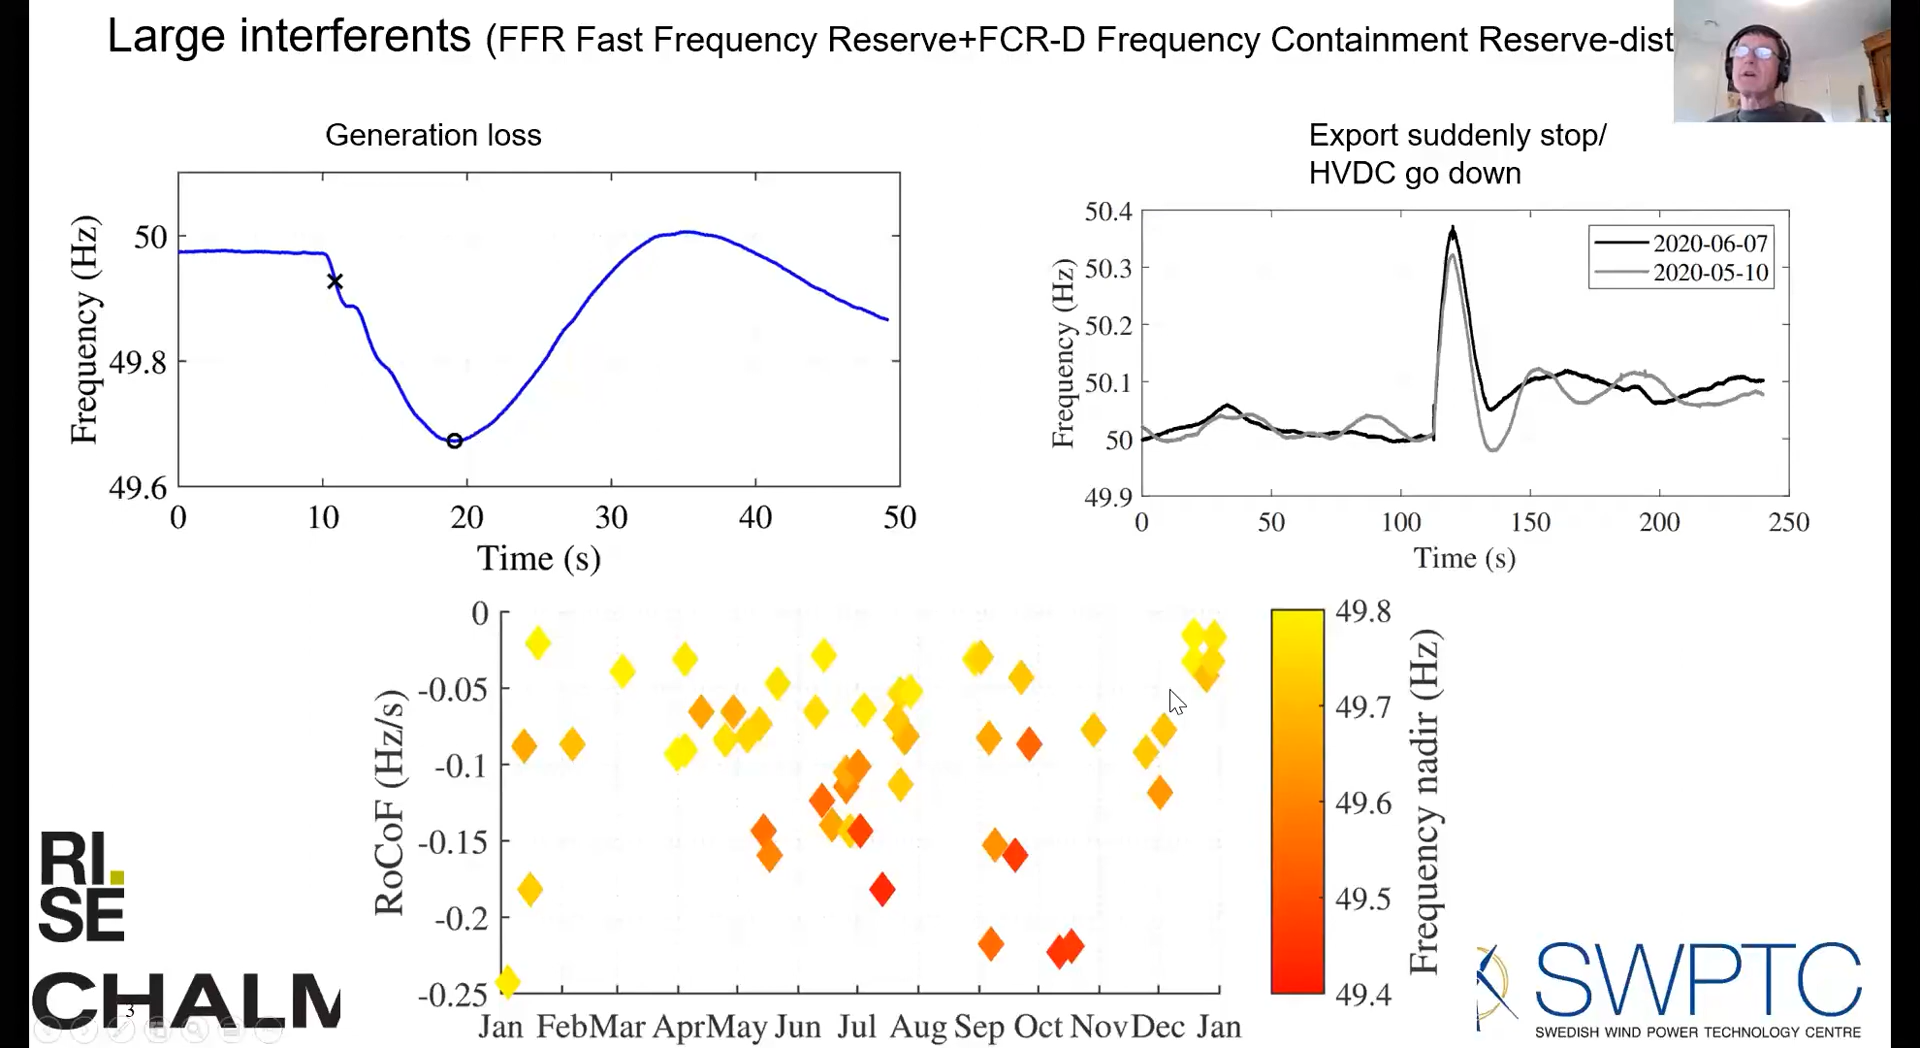 Large interferents (FFR Fast Frequency Reserve+FCR-D Frequency Containment Reserve-dist
Generation loss
Frequency (Hz)
50
49.8
49.6
0 10 20 30 40 50
Time (s)
Export suddenly stop/
HVDC go down
Frequency (Hz)
50.4
50.3
50.2
50.1
50
49.9
2020-06-07
2020-05-10
0 50 100 150 200 250
Time (s)
RoCoF (Hz/s)
0
-0.05
-0.1
-0.15
-0.2
-0.25
Jan Feb Mar Apr May Jun Jul Aug Sep Oct Nov Dec Jan
49.8
49.7
49.6
49.5
49.4
Frequency nadir (Hz)
RI.
SE
CHALM
3
SWPTC
SWEDISH WIND POWER TECHNOLOGY CENTRE